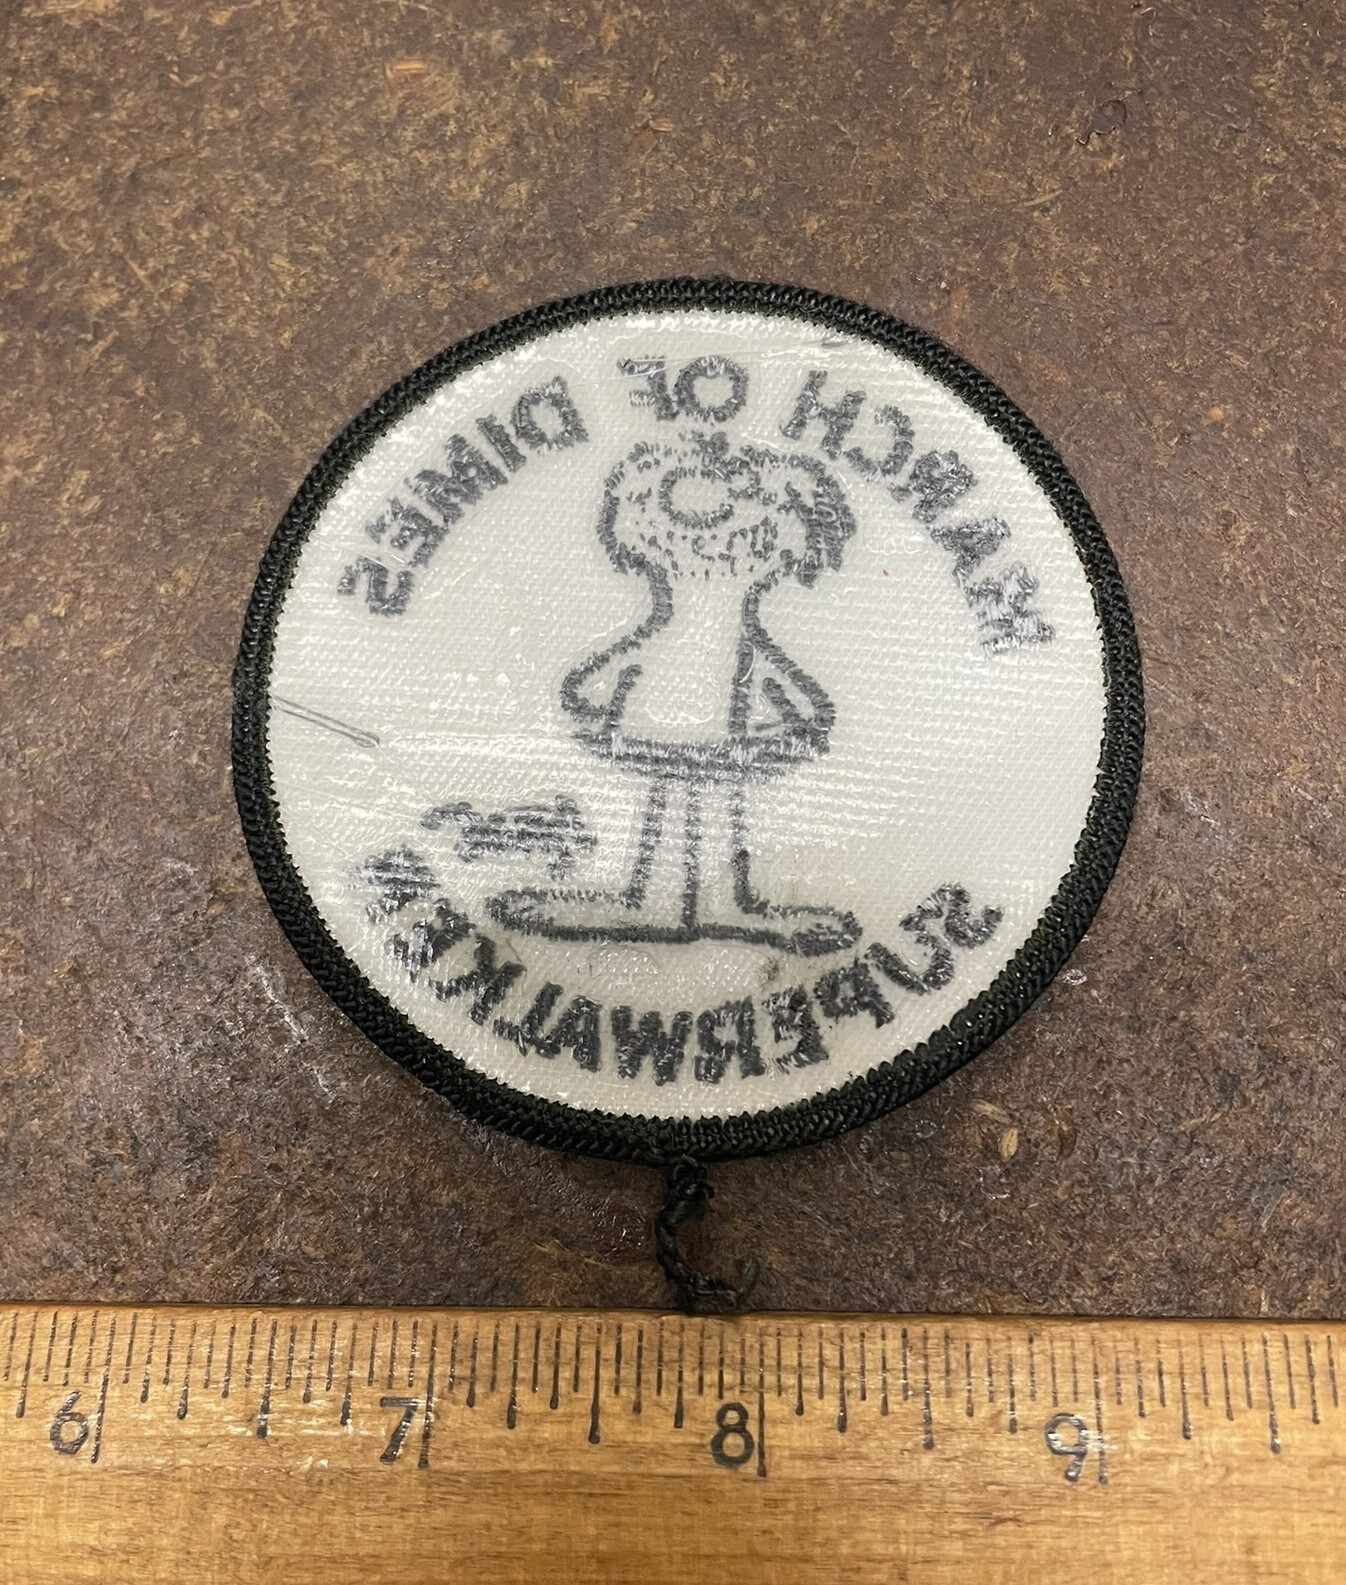 MARCH OF DIMES
SUPERWALKER
6 7 8 9